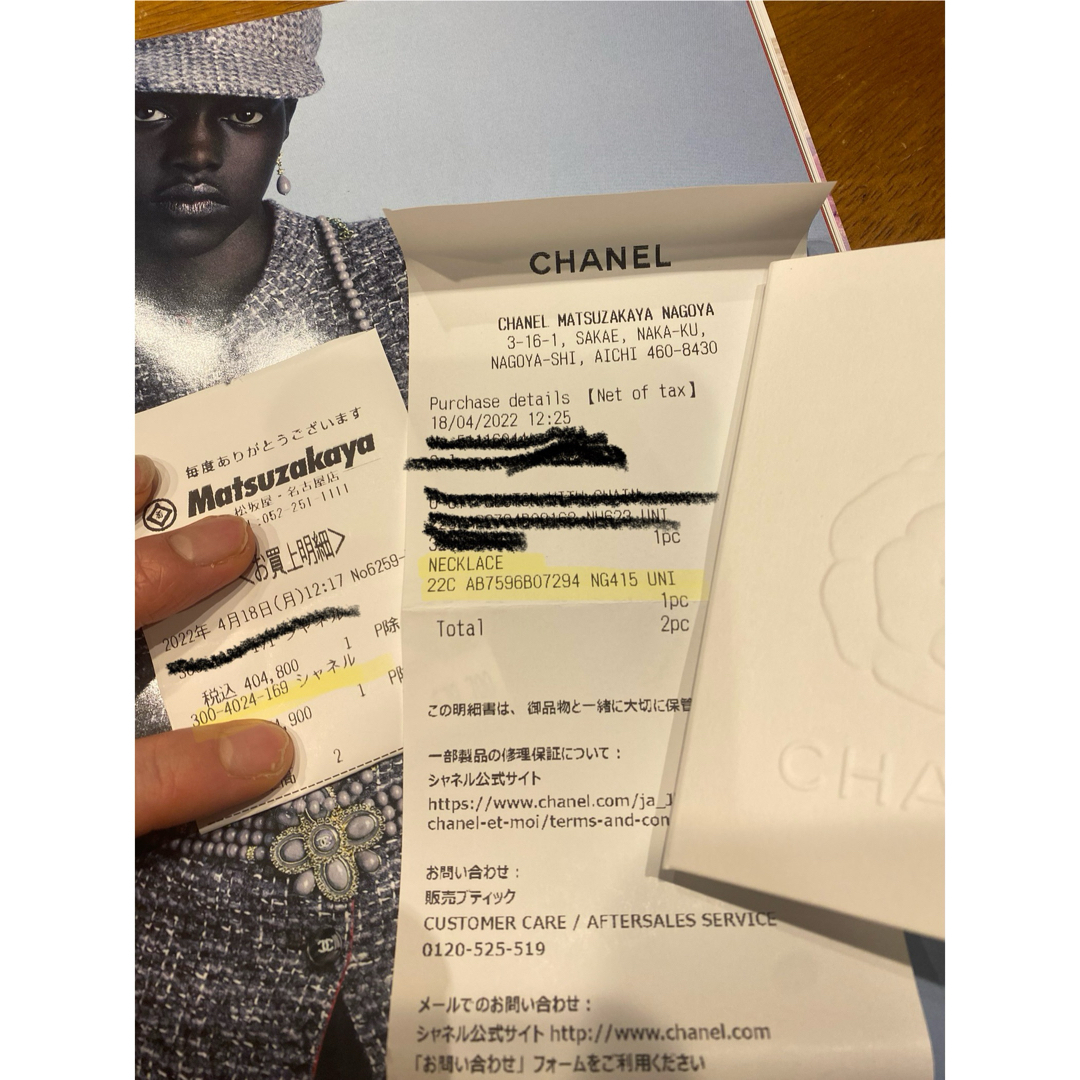 毎度ありがとうございます
Matsuzakaya
松坂屋・名古屋店
052-251-1111
〈お買上明細〉
2022年 4月18日(月)12:17 No6259-
1 P除
税込 404,800
300-4024-169 シャネル
1
,900
2
CHANEL
CHANEL MATSUZAKAYA NAGOYA
3-16-1, SAKAE, NAKA-KU,
NAGOYA-SHI, AICHI 460-8430
Purchase details 【Net of tax】
18/04/2022 12:25
UNI
1pc
NECKLACE
22C AB7596B07294 NG415 UNI
1pc
Total 2pc
この明細書は、御品物と一緒に大切に保管
一部製品の修理保証について：
シャネル公式サイト
https://www.chanel.com/ja_J
chanel-et-moi/terms-and-con
お問い合わせ：
販売ブティック
CUSTOMER CARE / AFTERSALES SERVICE
0120-525-519
メールでのお問い合わせ：
シャネル公式サイト http://www.chanel.com
「お問い合わせ」フォームをご利用ください
CHA